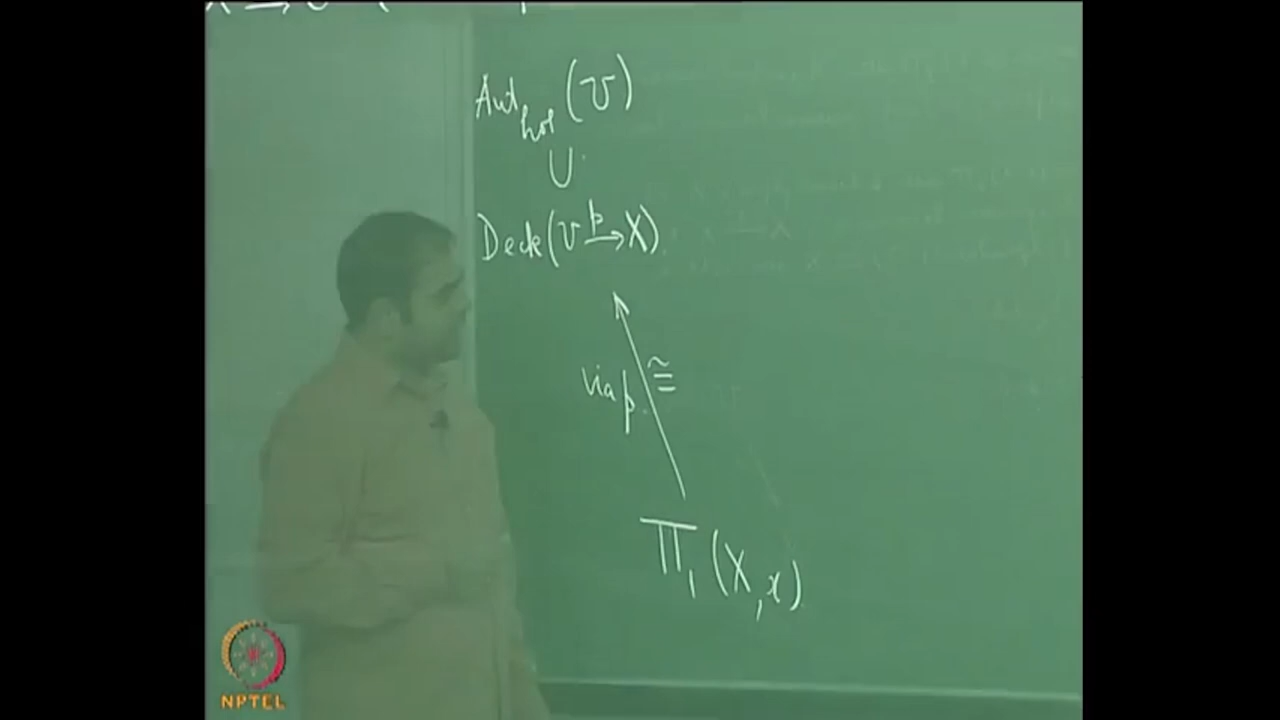 Aut_hol (U)
∪
Deck(U →^p X)
via p. ≅
Π₁ (X, x)
NPTEL